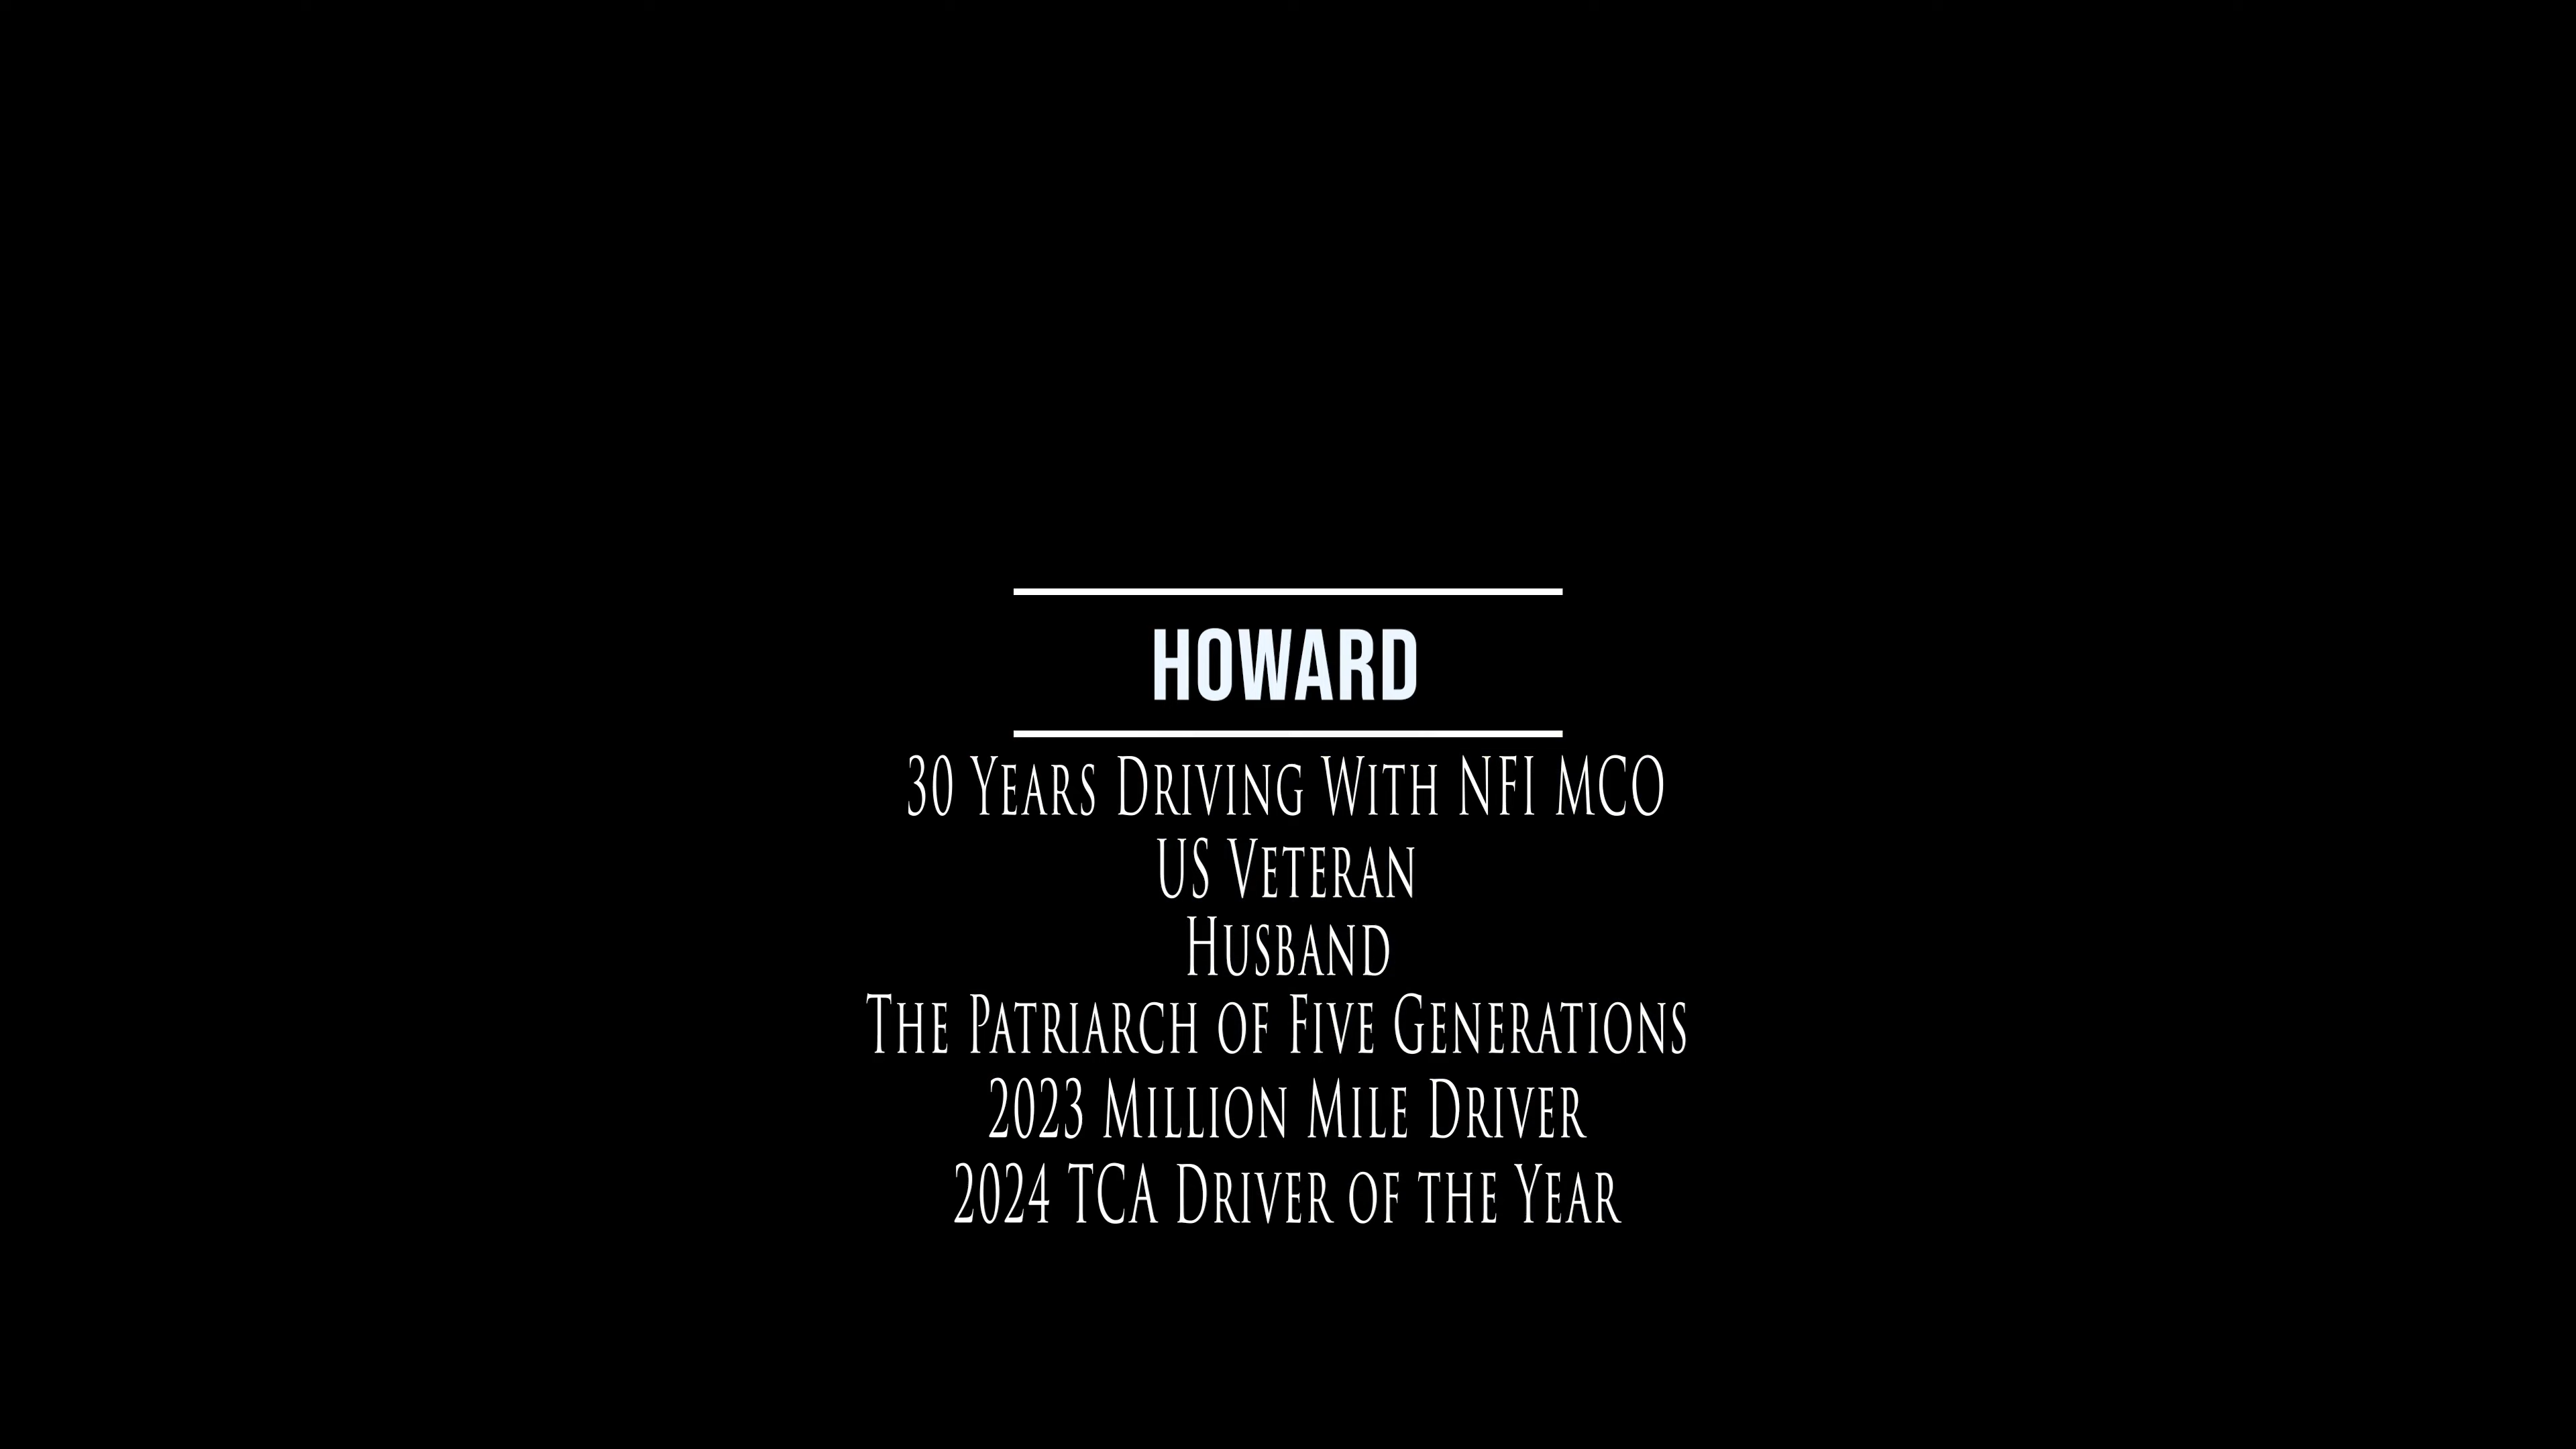 HOWARD
30 Years Driving With NFI MCO
US Veteran
Husband
The Patriarch of Five Generations
2023 Million Mile Driver
2024 TCA Driver of the Year